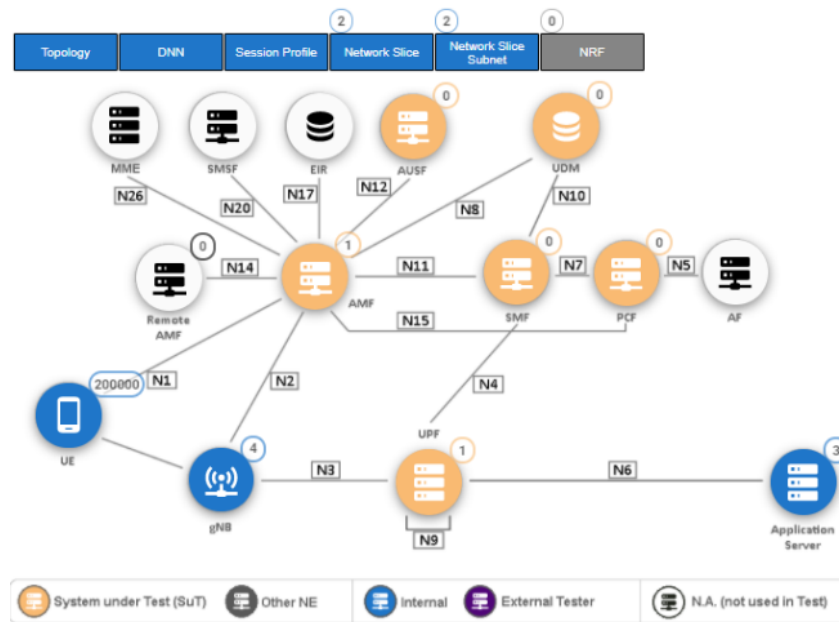 2
2
0
Topology
DNN
Session Profile
Network Slice
Network Slice
Subnet
NRF
0
0
MME
SMSF
EIR
AUSF
UDM
N26
N20
N17
N12
N8
N10
0
1
0
0
N14
N11
N7
N5
Remote
AMF
AMF
SMF
PCF
AF
N15
200000
N1
N2
N4
UE
UPF
4
1
3
N3
N6
gNB
N9
Application
Server
System under Test (SuT)
Other NE
Internal
External Tester
N.A. (not used in Test)